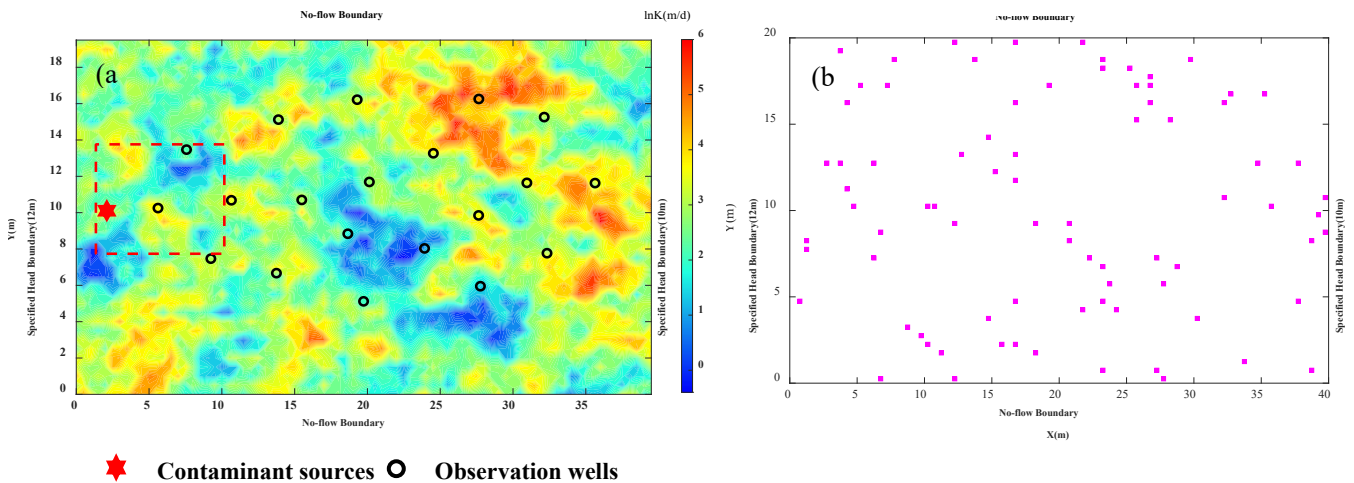 No-flow Boundary
lnK(m/d)
(a
Y(m)
Specified Head Boundary(12m)
18
16
14
12
10
8
6
4
2
0
0
5
10
15
20
25
30
35
No-flow Boundary
Specified Head Boundary(10m)
6
5
4
3
2
1
0
No-flow Boundary
(b)
Y(m)
Specified Head Boundary(12m)
20
15
10
5
0
0
5
10
15
20
25
30
35
40
No-flow Boundary
X(m)
Specified Head Boundary(10m)
Contaminant sources
Observation wells